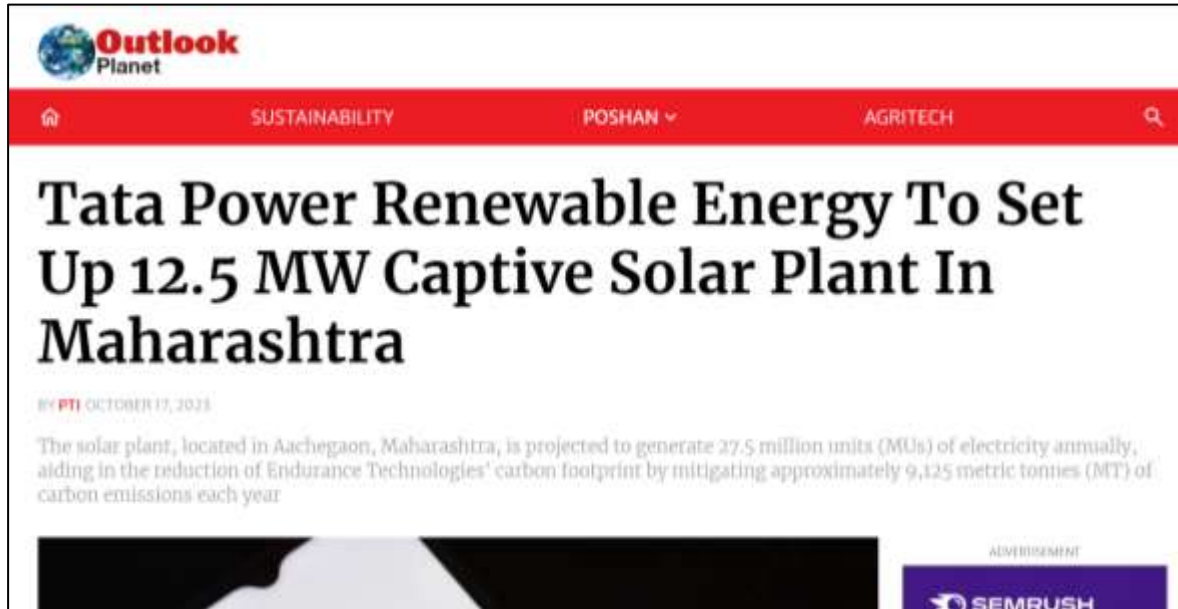 Outlook
Planet
SUSTAINABILITY
POSHAN
AGRITECH
Tata Power Renewable Energy To Set
Up 12.5 MW Captive Solar Plant In
Maharashtra
BY PTI OCTOBER 17, 2023
The solar plant, located in Aachegaon, Maharashtra, is projected to generate 27.5 million units (MUs) of electricity annually,
aiding in the reduction of Endurance Technologies' carbon footprint by mitigating approximately 9,125 metric tonnes (MT) of
carbon emissions each year
ADVERTISEMENT
SEMRUSH